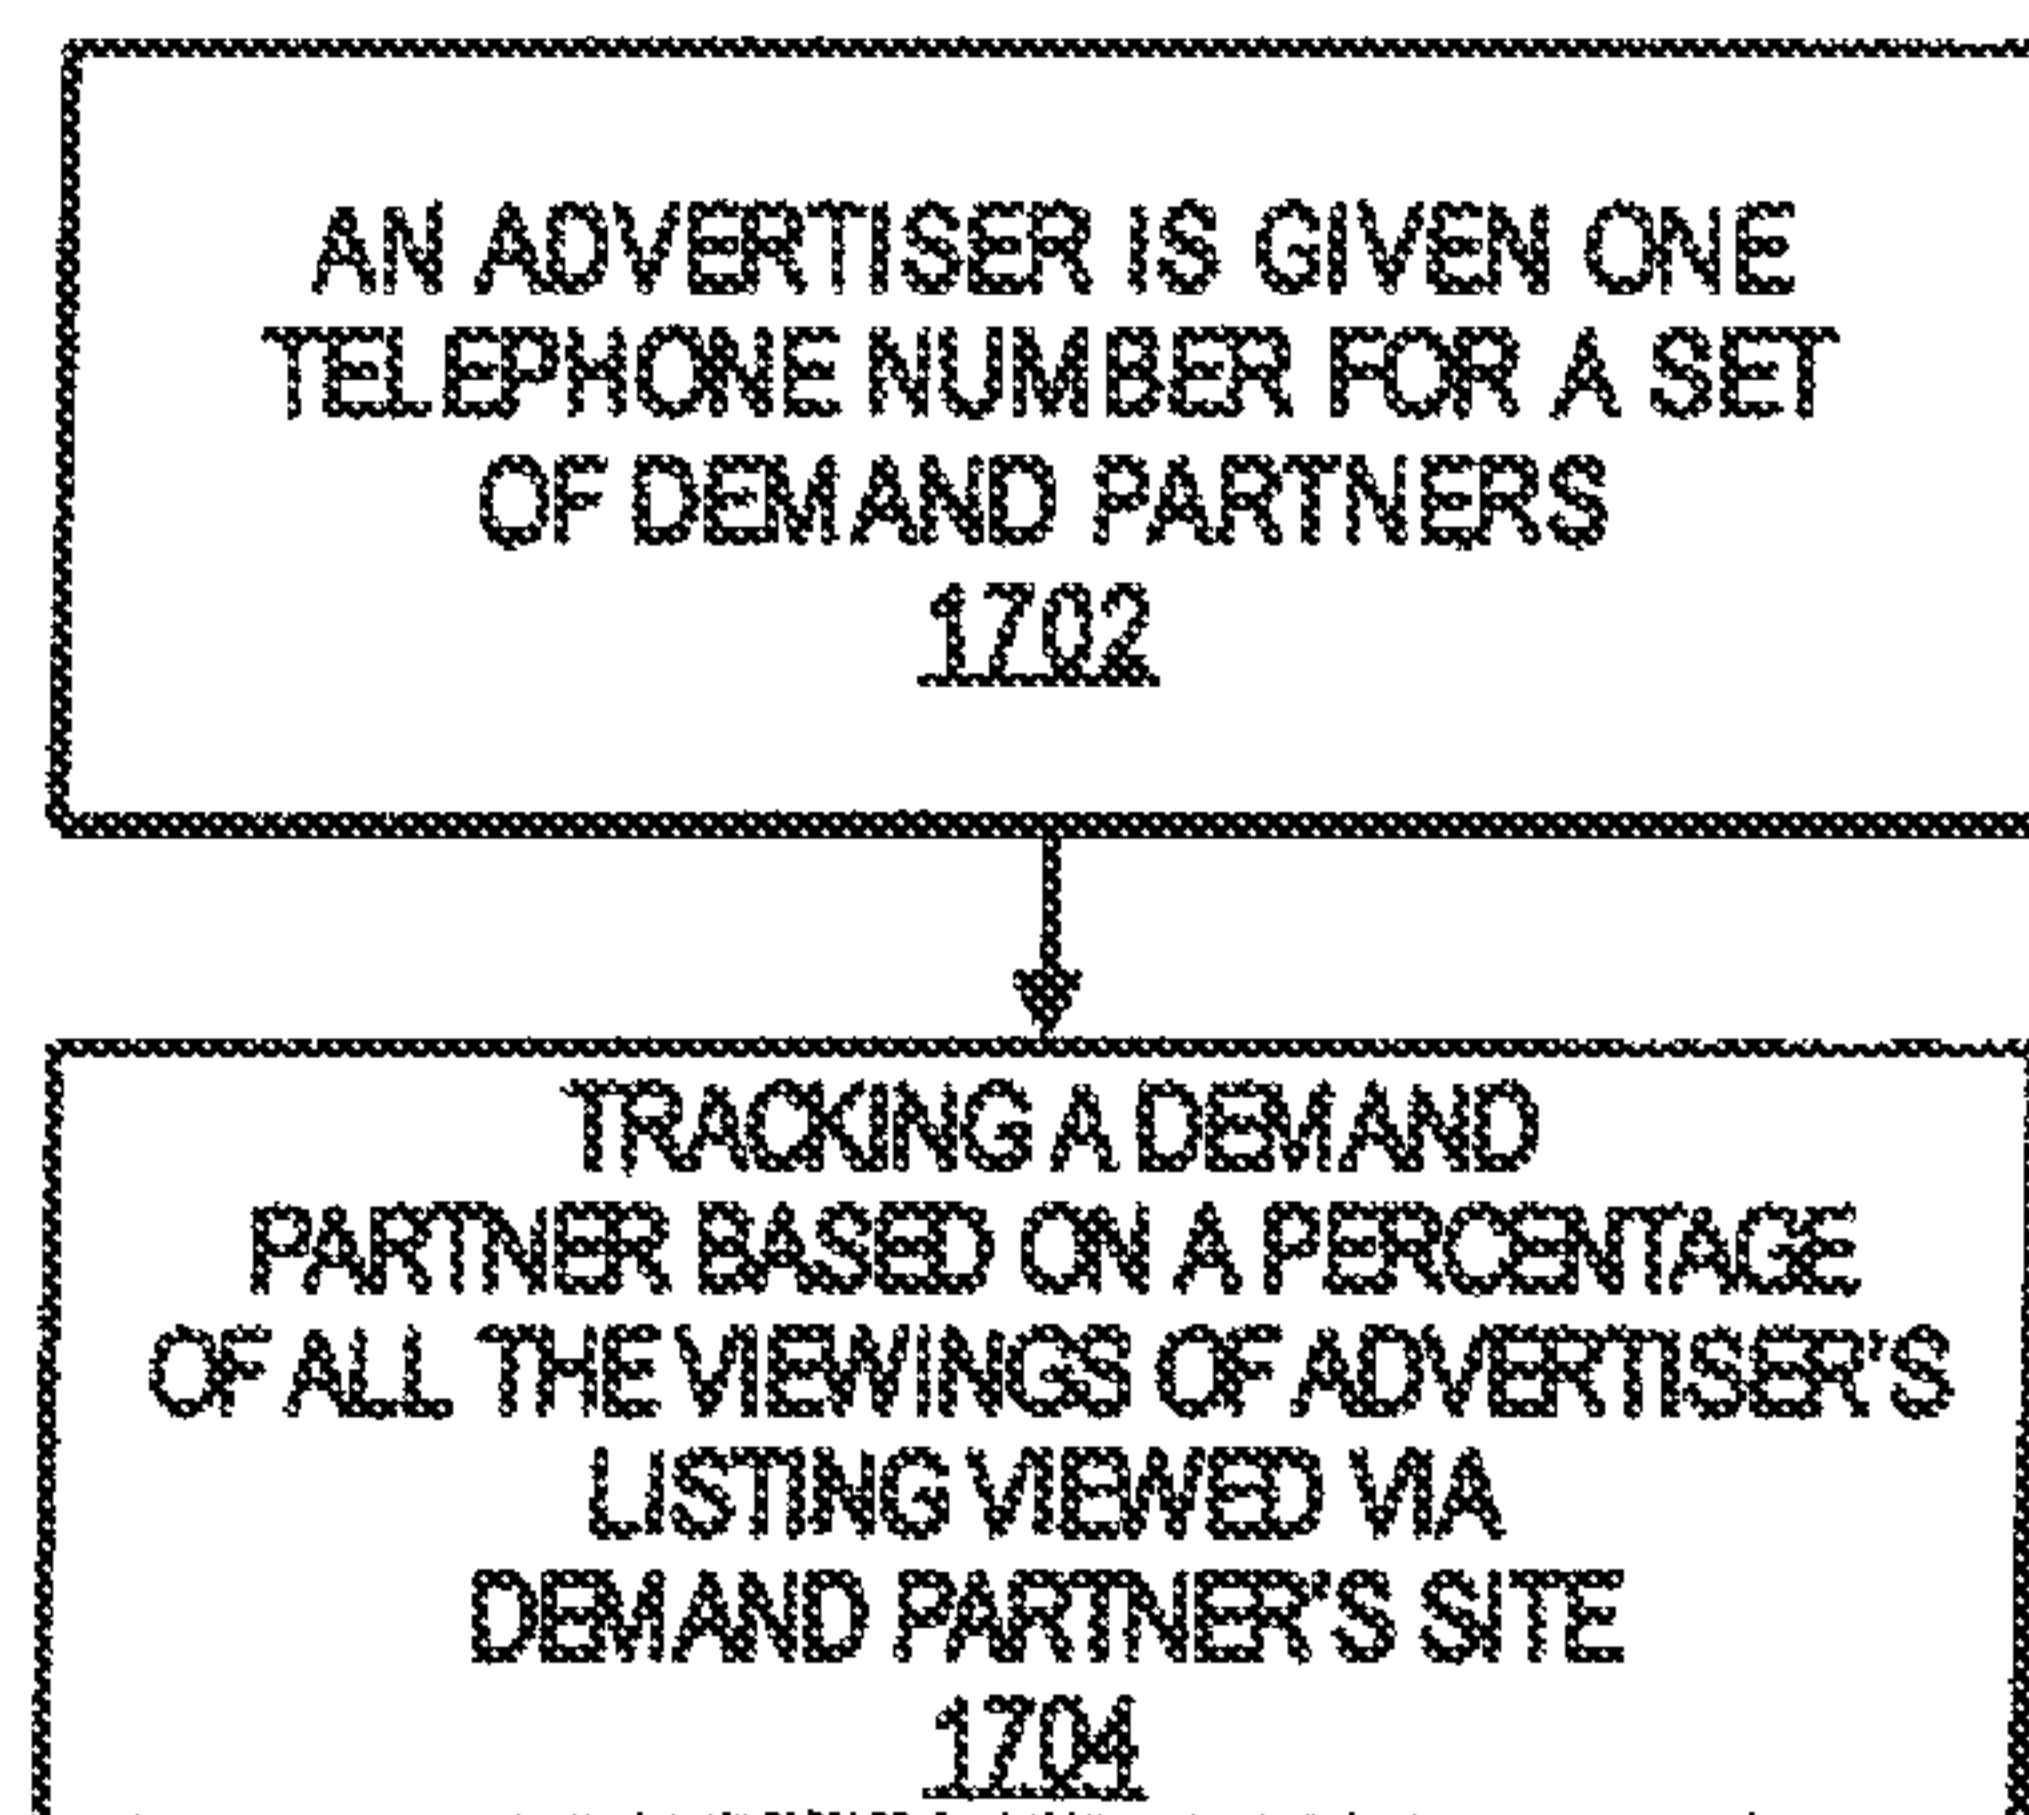 AN ADVERTISER IS GIVEN ONE
TELEPHONE NUMBER FOR A SET
OF DEMAND PARTNERS
1702
TRACKING A DEMAND
PARTNER BASED ON A PERCENTAGE
OF ALL THE VIEWINGS OF ADVERTISER'S
LISTING VIEWED VIA
DEMAND PARTNER'S SITE
1704